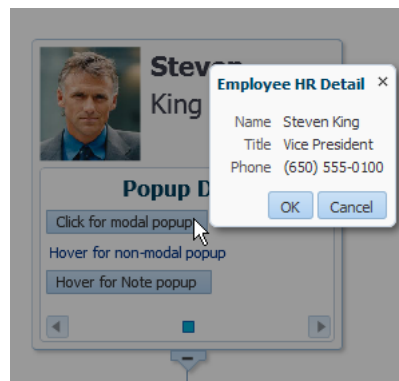 Steven
King
Employee HR Detail
Name Steven King
Title Vice President
Phone (650) 555-0100
OK Cancel
Popup D
Click for modal popup
Hover for non-modal popup
Hover for Note popup